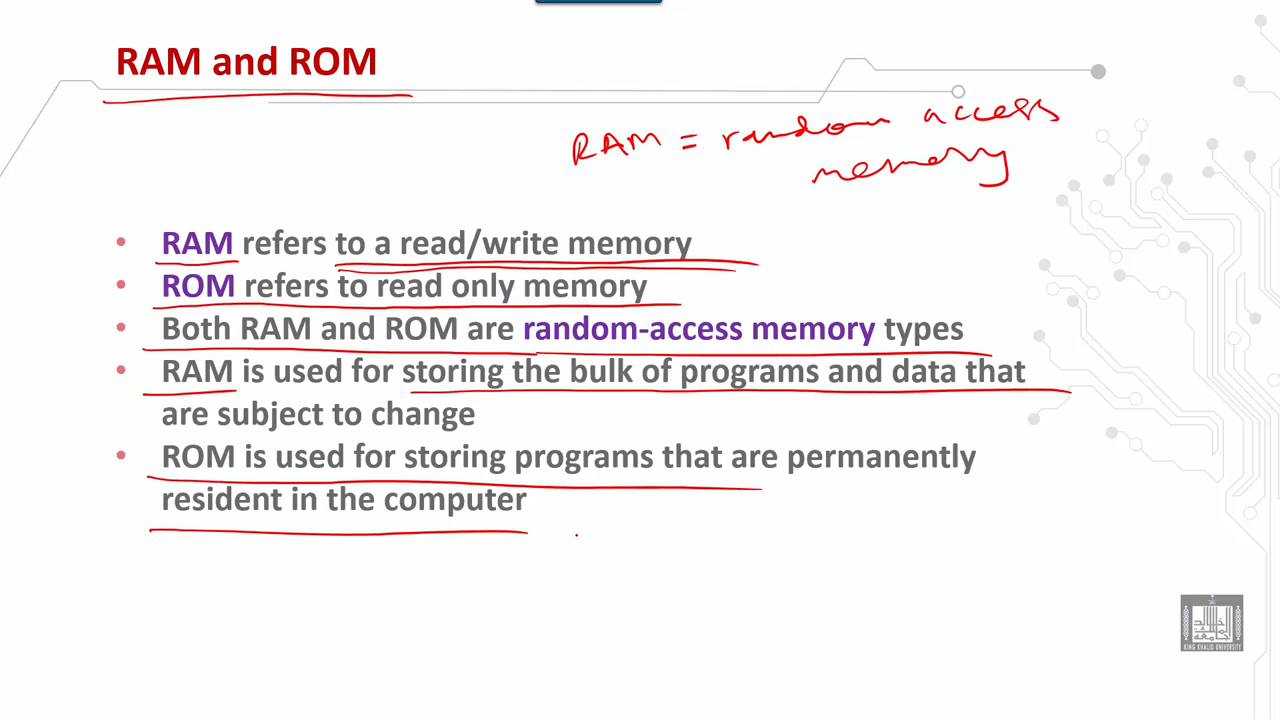 RAM and ROM
RAM = random access
memory
• RAM refers to a read/write memory
• ROM refers to read only memory
• Both RAM and ROM are random-access memory types
• RAM is used for storing the bulk of programs and data that
are subject to change
• ROM is used for storing programs that are permanently
resident in the computer
KING KHALID UNIVERSITY